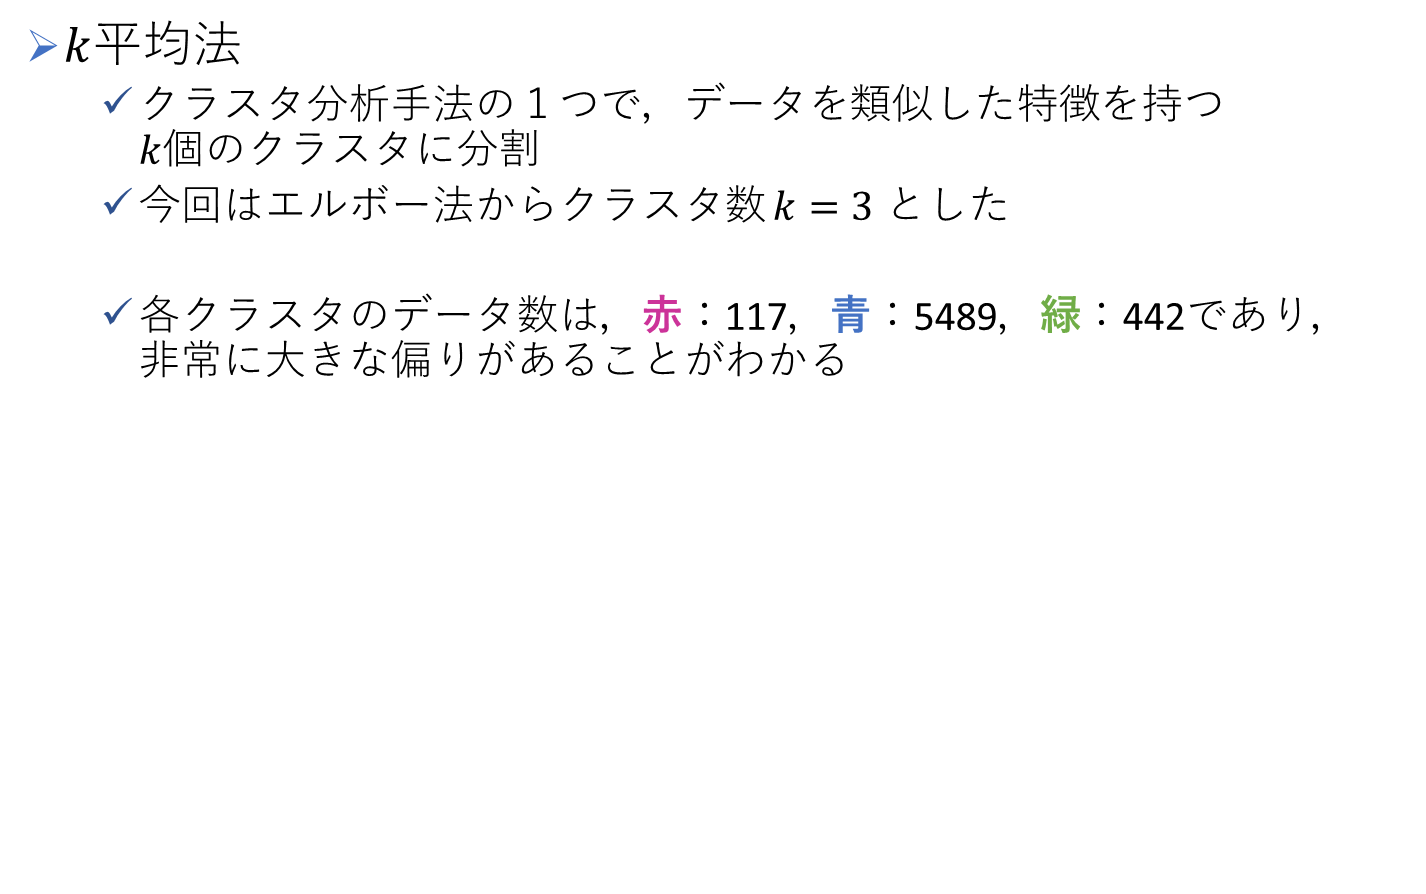 k平均法
クラスタ分析手法の１つで，データを類似した特徴を持つ
k個のクラスタに分割
今回はエルボー法からクラスタ数 k = 3 とした
各クラスタのデータ数は，赤：117，青：5489，緑：442であり，
非常に大きな偏りがあることがわかる